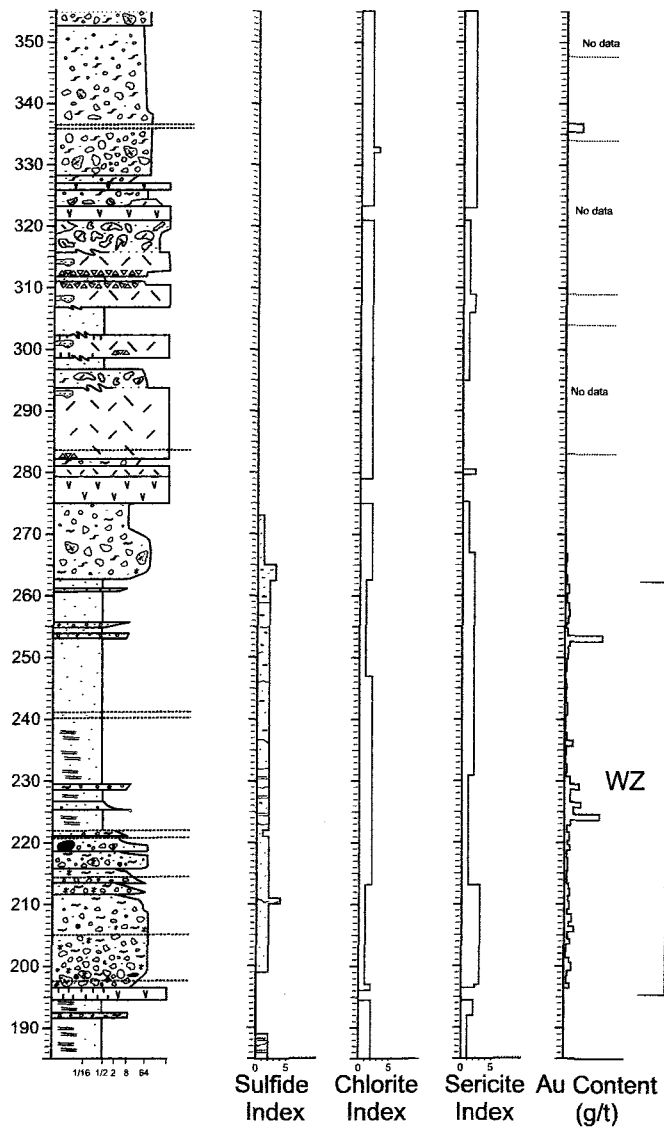 350
340
330
320
310
300
290
280
270
260
250
240
230
220
210
200
190
No data
No data
No data
WZ
1/16 1/2 2 8 64
0 5
0 5
0 5
Sulfide Index
Chlorite Index
Sericite Index
Au Content (g/t)